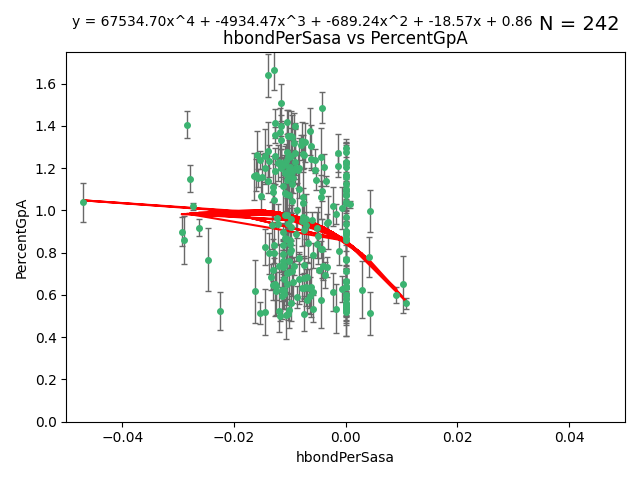 y = 67534.70x^4 + -4934.47x^3 + -689.24x^2 + -18.57x + 0.86 N = 242
hbondPerSasa vs PercentGpA
1.6
1.4
1.2
1.0
0.8
0.6
0.4
0.2
0.0
PercentGpA
−0.04 −0.02 0.00 0.02 0.04
hbondPerSasa